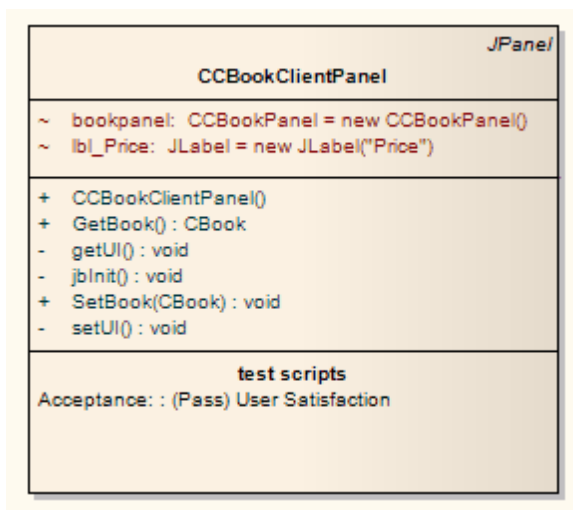 JPanel
CCBookClientPanel
~ bookpanel: CCBookPanel = new CCBookPanel()
~ lbl_Price: JLabel = new JLabel("Price")
+ CCBookClientPanel()
+ GetBook() : CBook
- getUI() : void
- jbInit() : void
+ SetBook(CBook) : void
- setUI() : void
test scripts
Acceptance: : (Pass) User Satisfaction